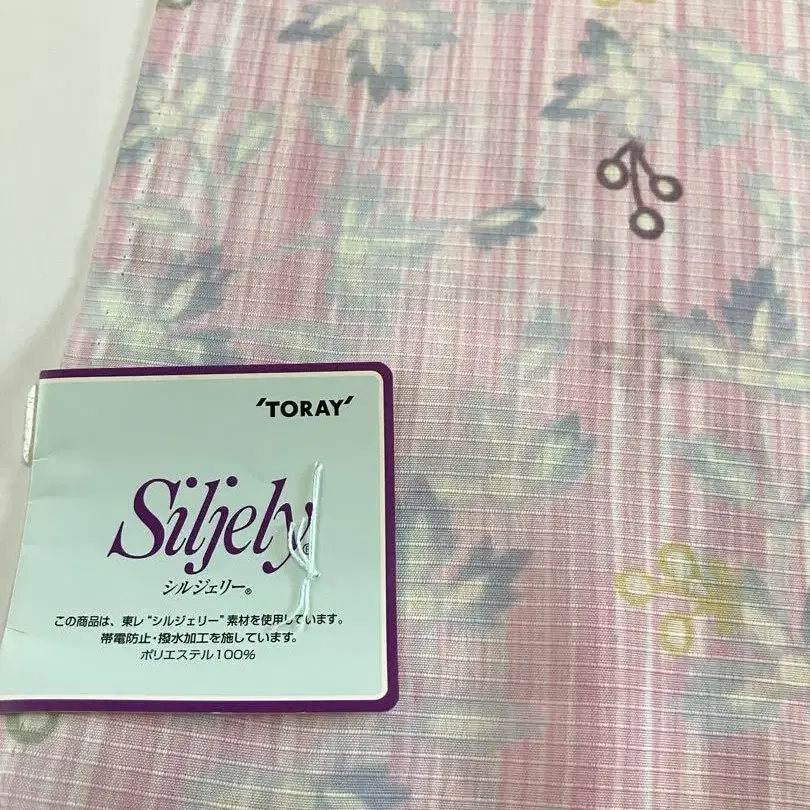 'TORAY'
Siljely®
シルジェリー®
この商品は、東レ“シルジェリー”素材を使用しています。
帯電防止・撥水加工を施しています。
ポリエステル100%